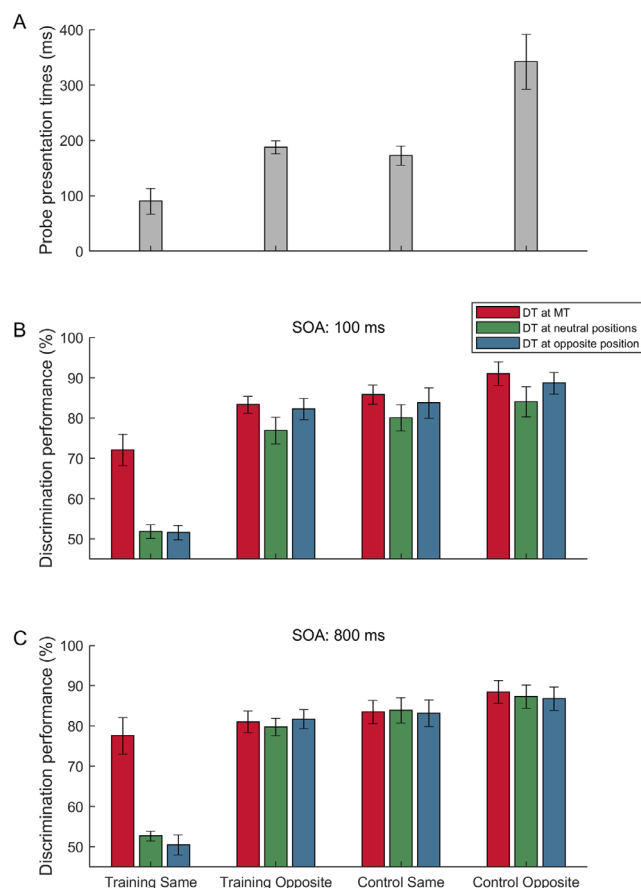 A
Probe presentation times (ms)
400
300
200
100
0
DT at MT
DT at neutral positions
DT at opposite position
B
SOA: 100 ms
Discrimination performance (%)
100
90
80
70
60
50
C
SOA: 800 ms
Discrimination performance (%)
100
90
80
70
60
50
Training Same Training Opposite Control Same Control Opposite